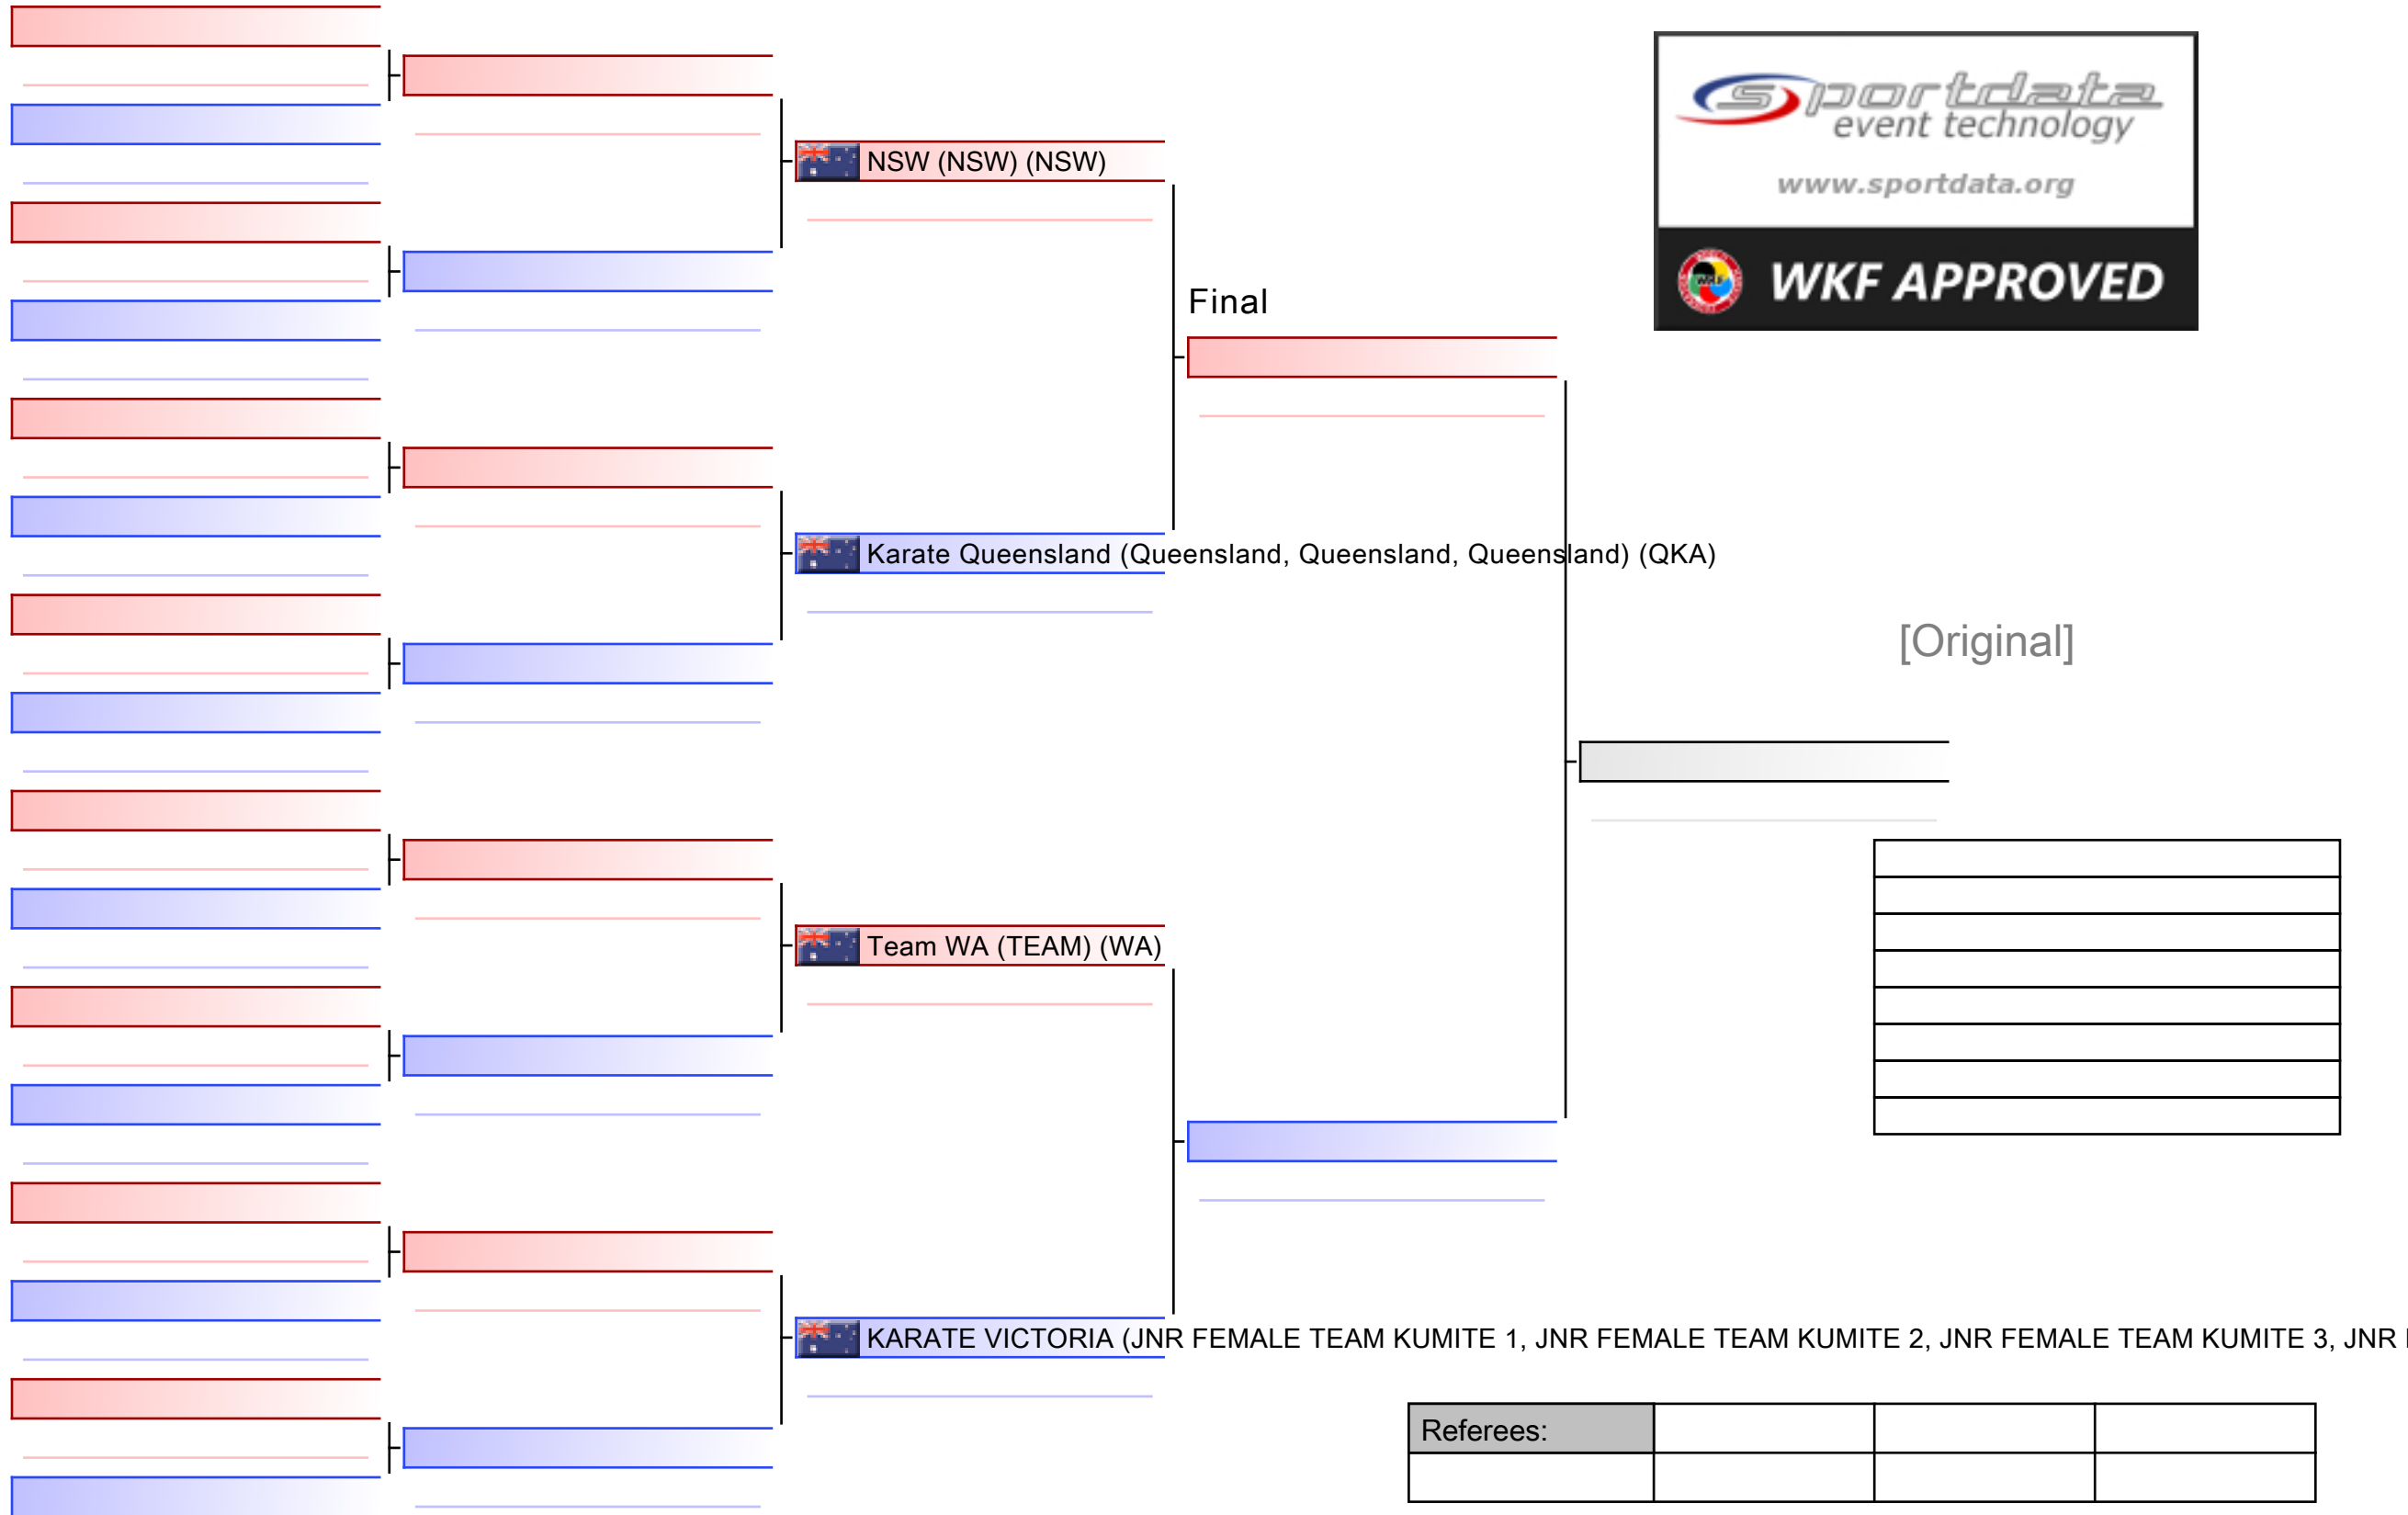 sportdata
event technology
www.sportdata.org
WKF APPROVED
NSW (NSW) (NSW)
Final
Karate Queensland (Queensland, Queensland, Queensland) (QKA)
[Original]
Team WA (TEAM) (WA)
KARATE VICTORIA (JNR FEMALE TEAM KUMITE 1, JNR FEMALE TEAM KUMITE 2, JNR FEMALE TEAM KUMITE 3, JNR
Referees: